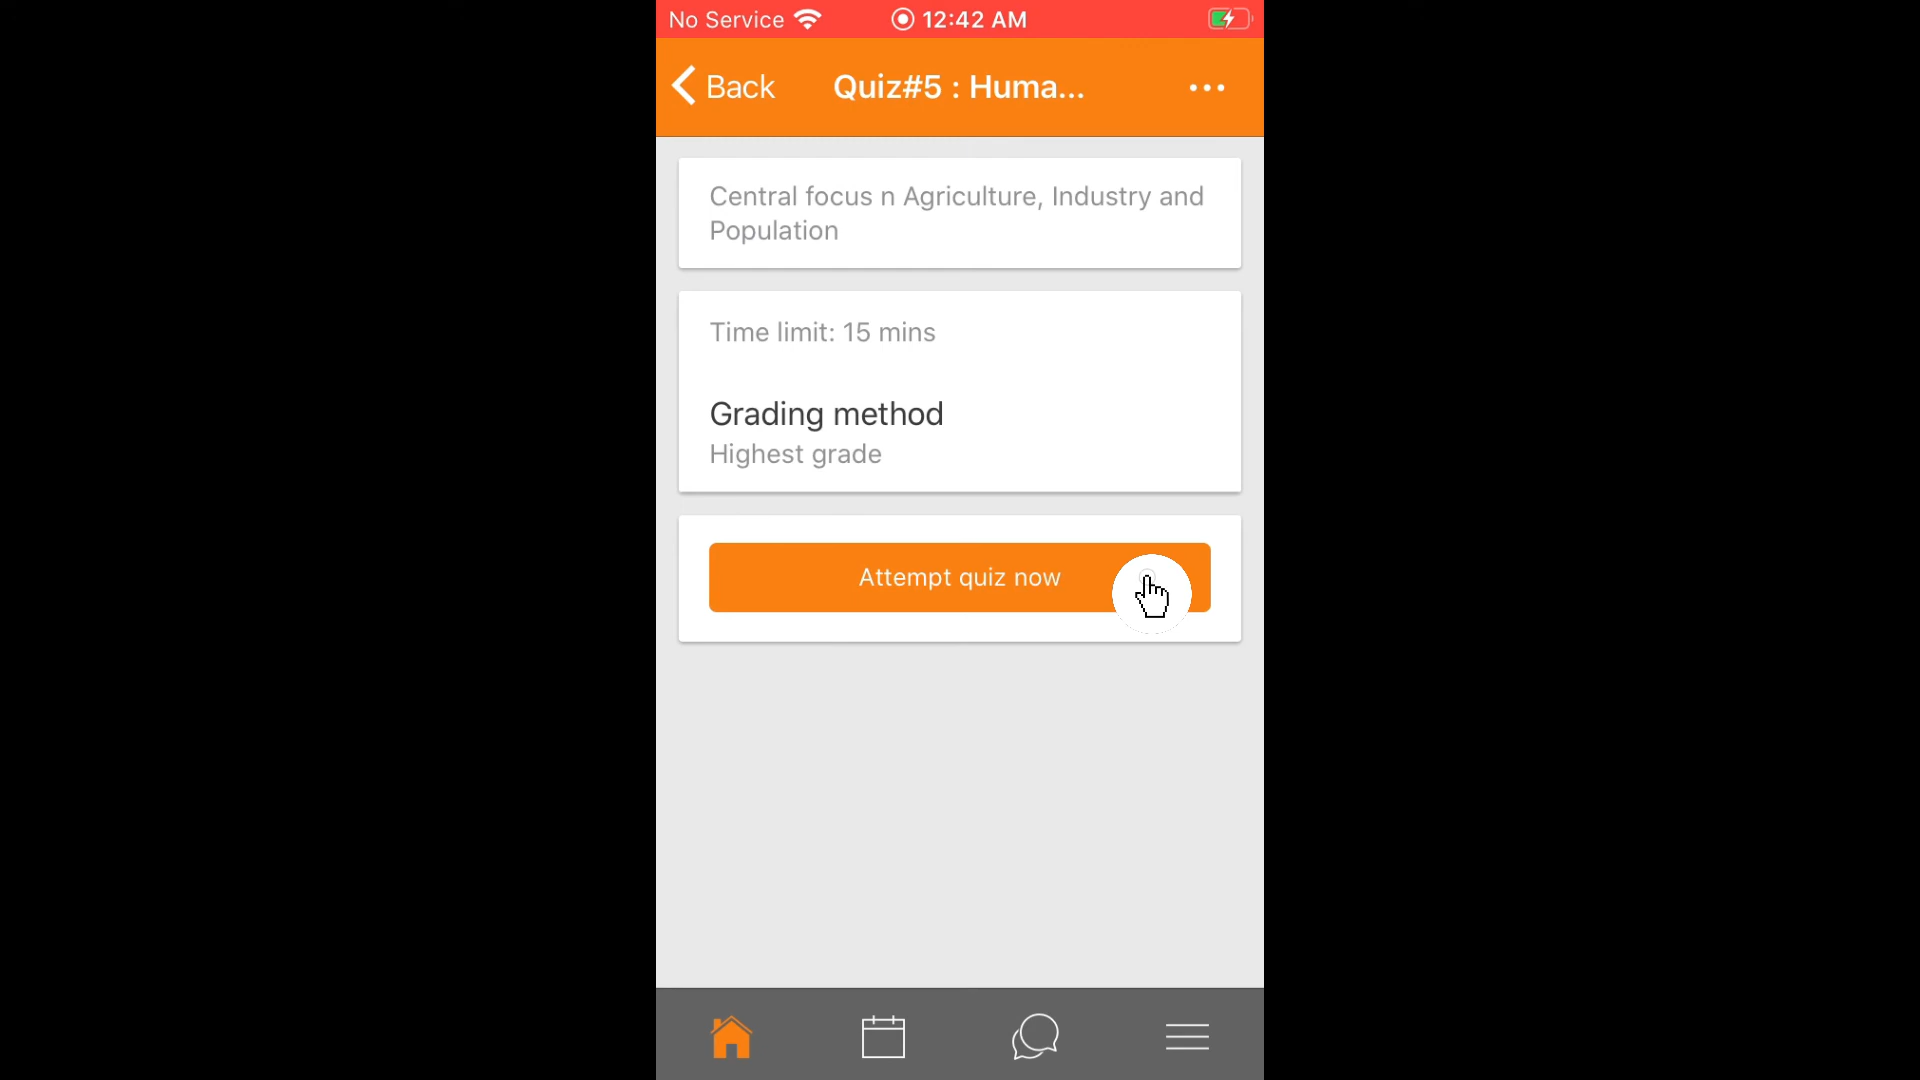 No Service 12:42 AM
Back Quiz#5 : Huma...
Central focus n Agriculture, Industry and
Population
Time limit: 15 mins
Grading method
Highest grade
Attempt quiz now